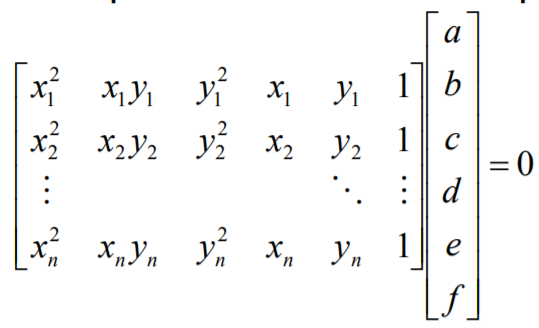 x₁² x₁y₁ y₁² x₁ y₁ 1
x₂² x₂y₂ y₂² x₂ y₂ 1
⋮ ⋱ ⋮
xₙ² xₙyₙ yₙ² xₙ yₙ 1
a
b
c
d
e
f
= 0